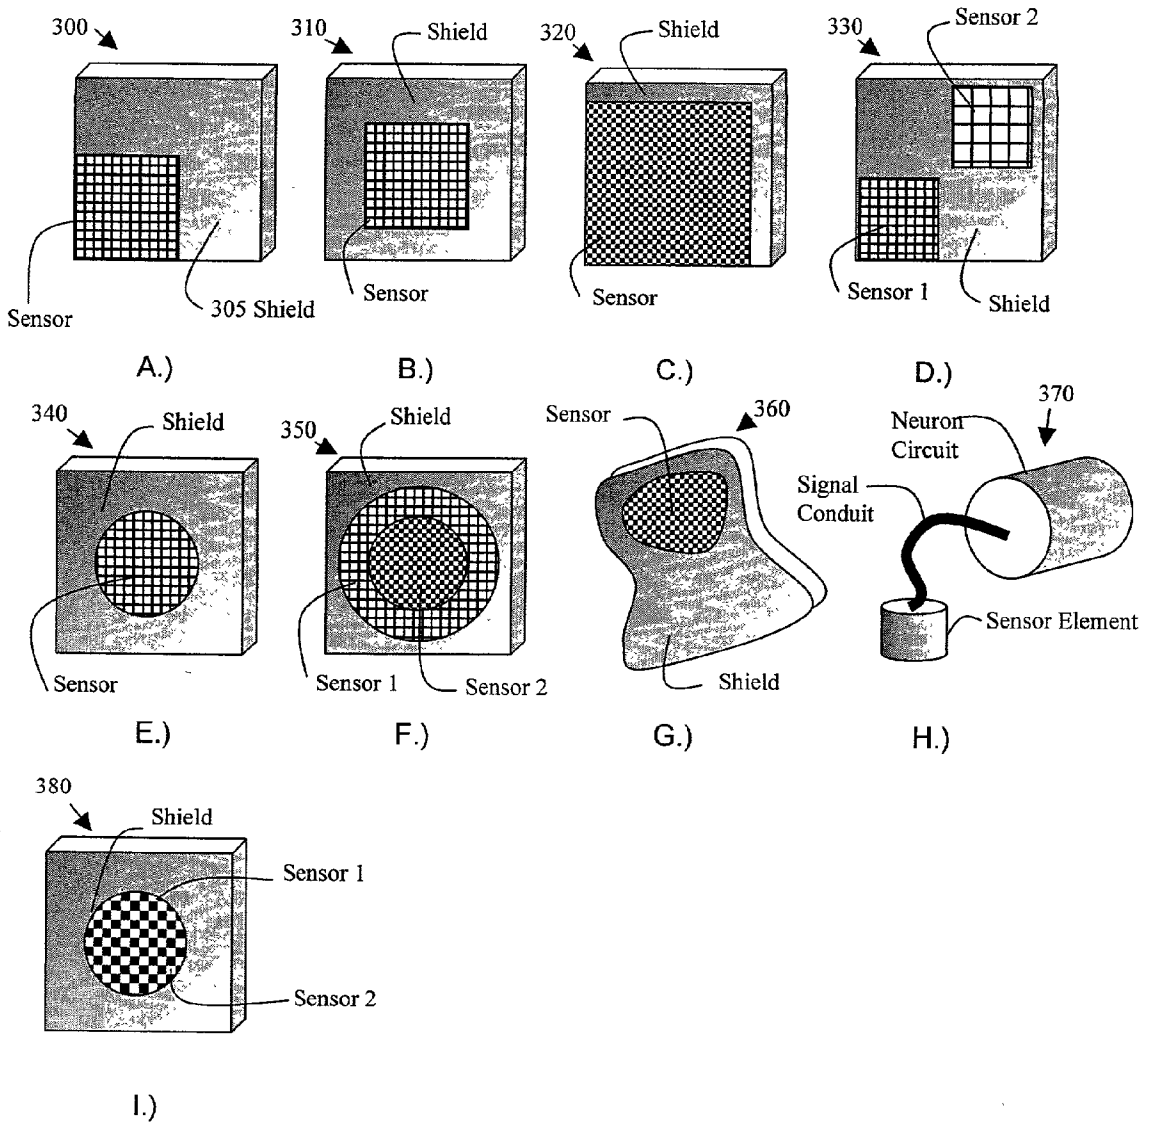 300
Sensor
305 Shield
A.)
310
Shield
Sensor
B.)
320
Shield
Sensor
C.)
330
Sensor 2
Sensor 1
Shield
D.)
340
Shield
Sensor
E.)
350
Shield
Sensor 1
Sensor 2
F.)
Sensor
360
Shield
G.)
370
Neuron
Circuit
Signal
Conduit
Sensor Element
H.)
380
Shield
Sensor 1
Sensor 2
I.)